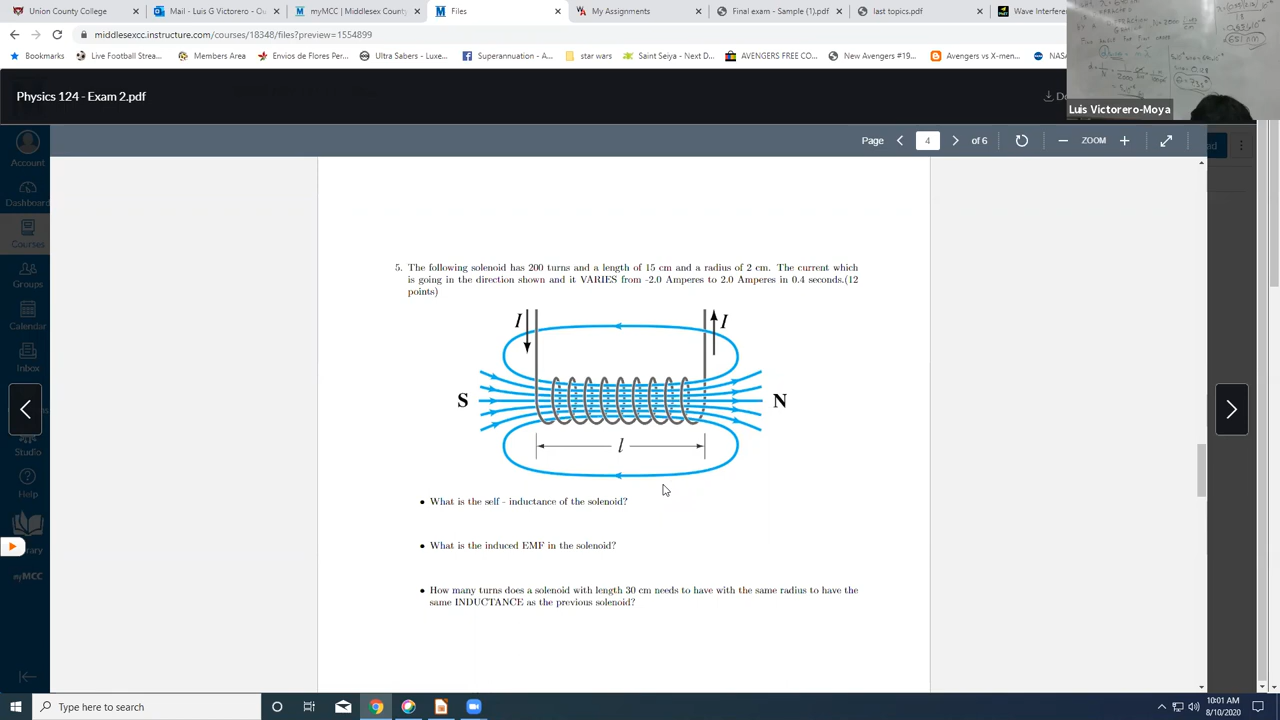 Union County College
Mail - Luis G Victorero - O
myMCC | Middlesex County
Files
My Assignments
Final exam - Sample (1).pdf
last topics.pdf
Wave Interfere
middlesexcc.instructure.com/courses/18348/files?preview=1554899
Bookmarks
Live Football Strea...
Members Area
Envios de Flores Per...
Ultra Sabers - Luxe...
Superannuation - A...
star wars
Saint Seiya - Nest o...
AVENGERS FREE CO...
New Avengers #19...
Avengers vs X-men...
NASA
Physics 124 - Exam 2.pdf
Luis Victorero-Moya
Page 4 of 6
ZOOM
Account
Dashboard
Courses
Groups
Calendar
Inbox
Studio
Help
myMCC
5. The following solenoid has 200 turns and a length of 15 cm and a radius of 2 cm. The current which
is going in the direction shown and it VARIES from -2.0 Amperes to 2.0 Amperes in 0.4 seconds.(12
points)
I
I
S
N
l
• What is the self - inductance of the solenoid?
• What is the induced EMF in the solenoid?
• How many turns does a solenoid with length 30 cm needs to have with the same radius to have the
same INDUCTANCE as the previous solenoid?
Type here to search
10:01 AM
8/10/2020